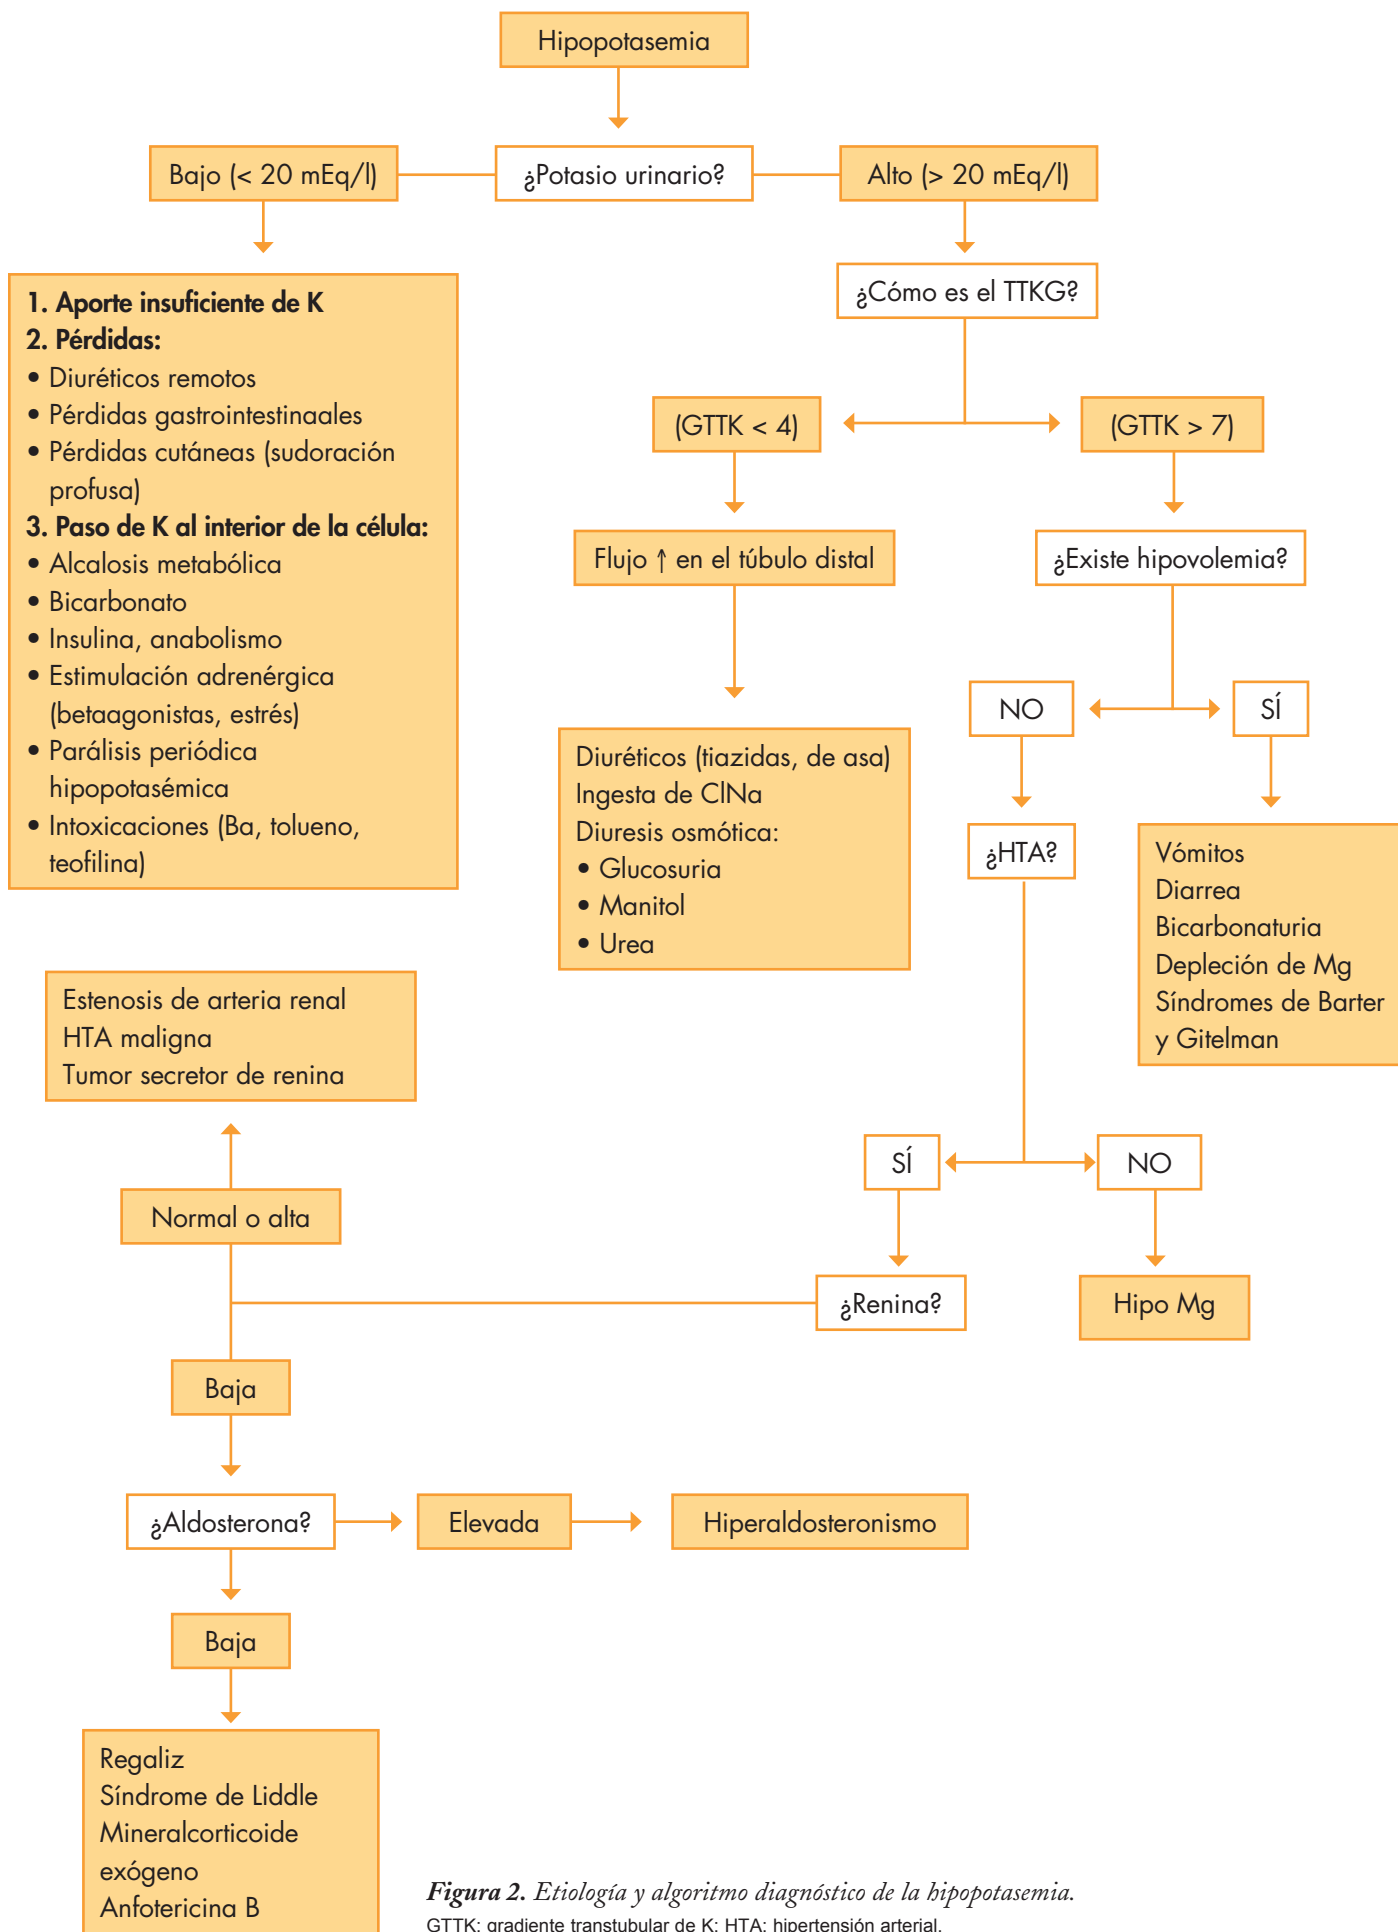 Hipopotasemia
Bajo (< 20 mEq/l)
¿Potasio urinario?
Alto (> 20 mEq/l)
1. Aporte insuficiente de K
2. Pérdidas:
• Diuréticos remotos
• Pérdidas gastrointestinaales
• Pérdidas cutáneas (sudoración
profusa)
3. Paso de K al interior de la célula:
• Alcalosis metabólica
• Bicarbonato
• Insulina, anabolismo
• Estimulación adrenérgica
(betaagonistas, estrés)
• Parálisis periódica
hipopotasémica
• Intoxicaciones (Ba, tolueno,
teofilina)
¿Cómo es el TTKG?
(GTTK < 4)
(GTTK > 7)
Flujo ↑ en el túbulo distal
¿Existe hipovolemia?
NO
SÍ
Diuréticos (tiazidas, de asa)
Ingesta de ClNa
Diuresis osmótica:
• Glucosuria
• Manitol
• Urea
¿HTA?
Vómitos
Diarrea
Bicarbonaturia
Depleción de Mg
Síndromes de Barter
y Gitelman
Estenosis de arteria renal
HTA maligna
Tumor secretor de renina
SÍ
NO
Normal o alta
¿Renina?
Hipo Mg
Baja
¿Aldosterona?
Elevada
Hiperaldosteronismo
Baja
Regaliz
Síndrome de Liddle
Mineralcorticoide
exógeno
Anfotericina B
Figura 2. Etiología y algoritmo diagnóstico de la hipopotasemia.
GTTK: gradiente transtubular de K; HTA: hipertensión arterial.